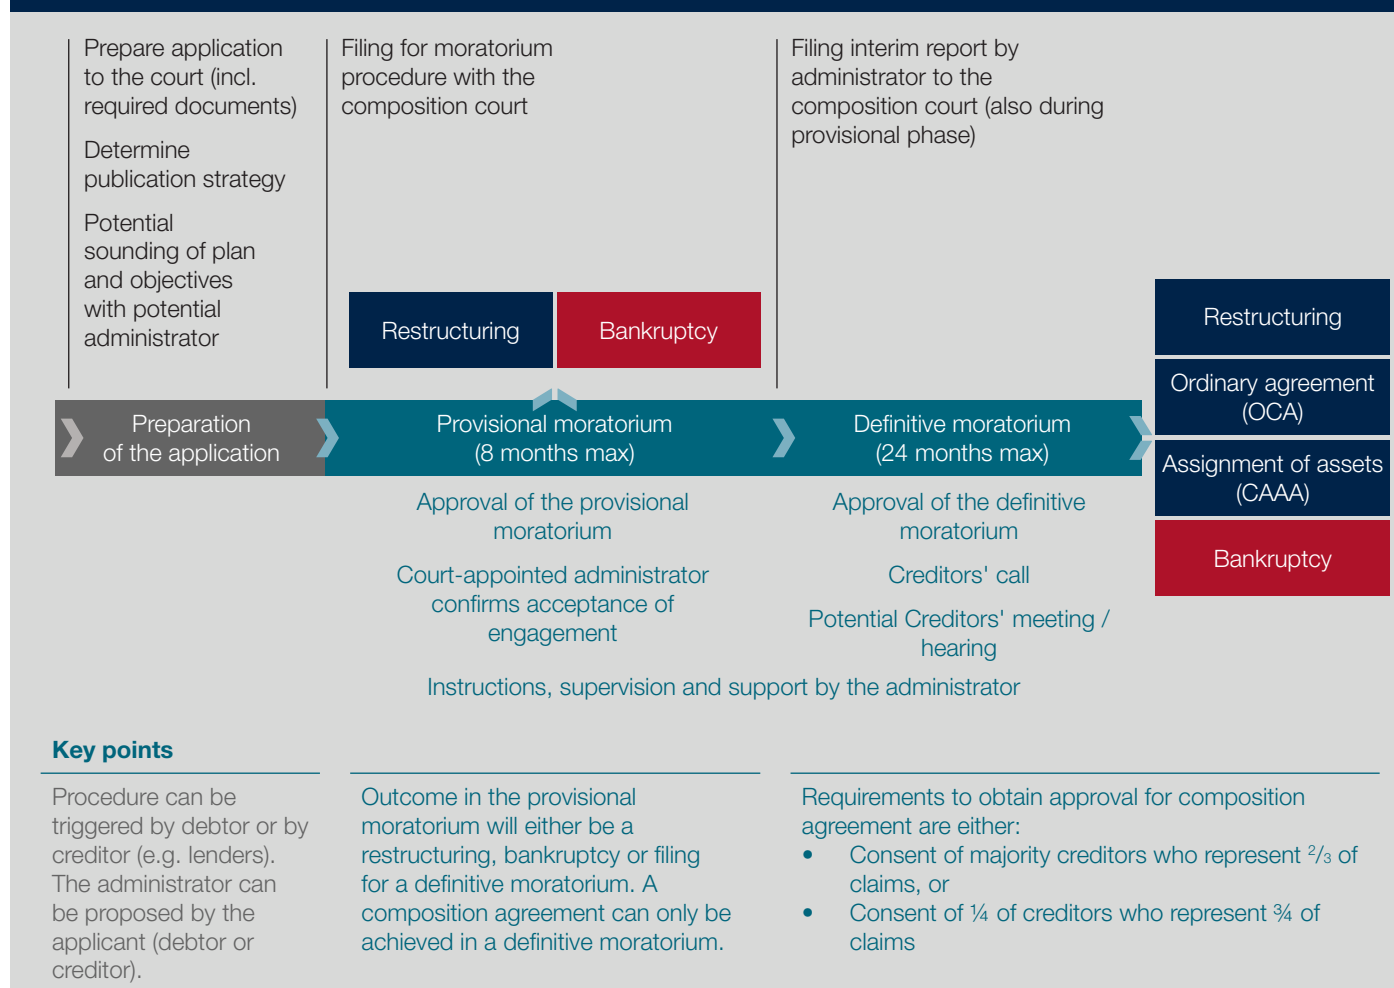 Prepare application
to the court (incl.
required documents)
Determine
publication strategy
Potential
sounding of plan
and objectives
with potential
administrator
Filing for moratorium
procedure with the
composition court
Filing interim report by
administrator to the
composition court (also during
provisional phase)
Restructuring
Bankruptcy
Preparation
of the application
Provisional moratorium
(8 months max)
Definitive moratorium
(24 months max)
Restructuring
Ordinary agreement
(OCA)
Assignment of assets
(CAAA)
Bankruptcy
Approval of the provisional
moratorium
Court-appointed administrator
confirms acceptance of
engagement
Approval of the definitive
moratorium
Creditors' call
Potential Creditors' meeting /
hearing
Instructions, supervision and support by the administrator
Key points
Procedure can be
triggered by debtor or by
creditor (e.g. lenders).
The administrator can
be proposed by the
applicant (debtor or
creditor).
Outcome in the provisional
moratorium will either be a
restructuring, bankruptcy or filing
for a definitive moratorium. A
composition agreement can only be
achieved in a definitive moratorium.
Requirements to obtain approval for composition
agreement are either:
• Consent of majority creditors who represent ²/₃ of
claims, or
• Consent of ¼ of creditors who represent ¾ of
claims